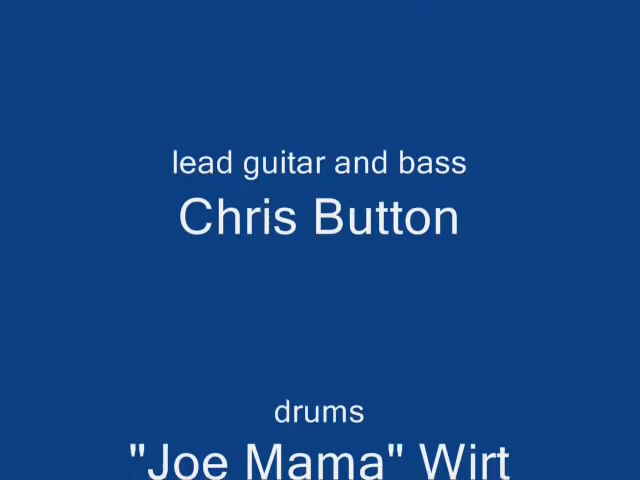 lead guitar and bass
Chris Button
drums
"Joe Mama" Wirt